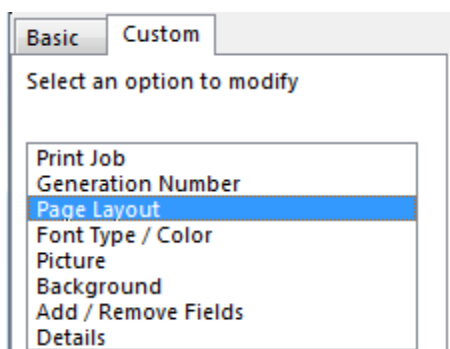 Basic Custom
Select an option to modify
Print Job
Generation Number
Page Layout
Font Type / Color
Picture
Background
Add / Remove Fields
Details